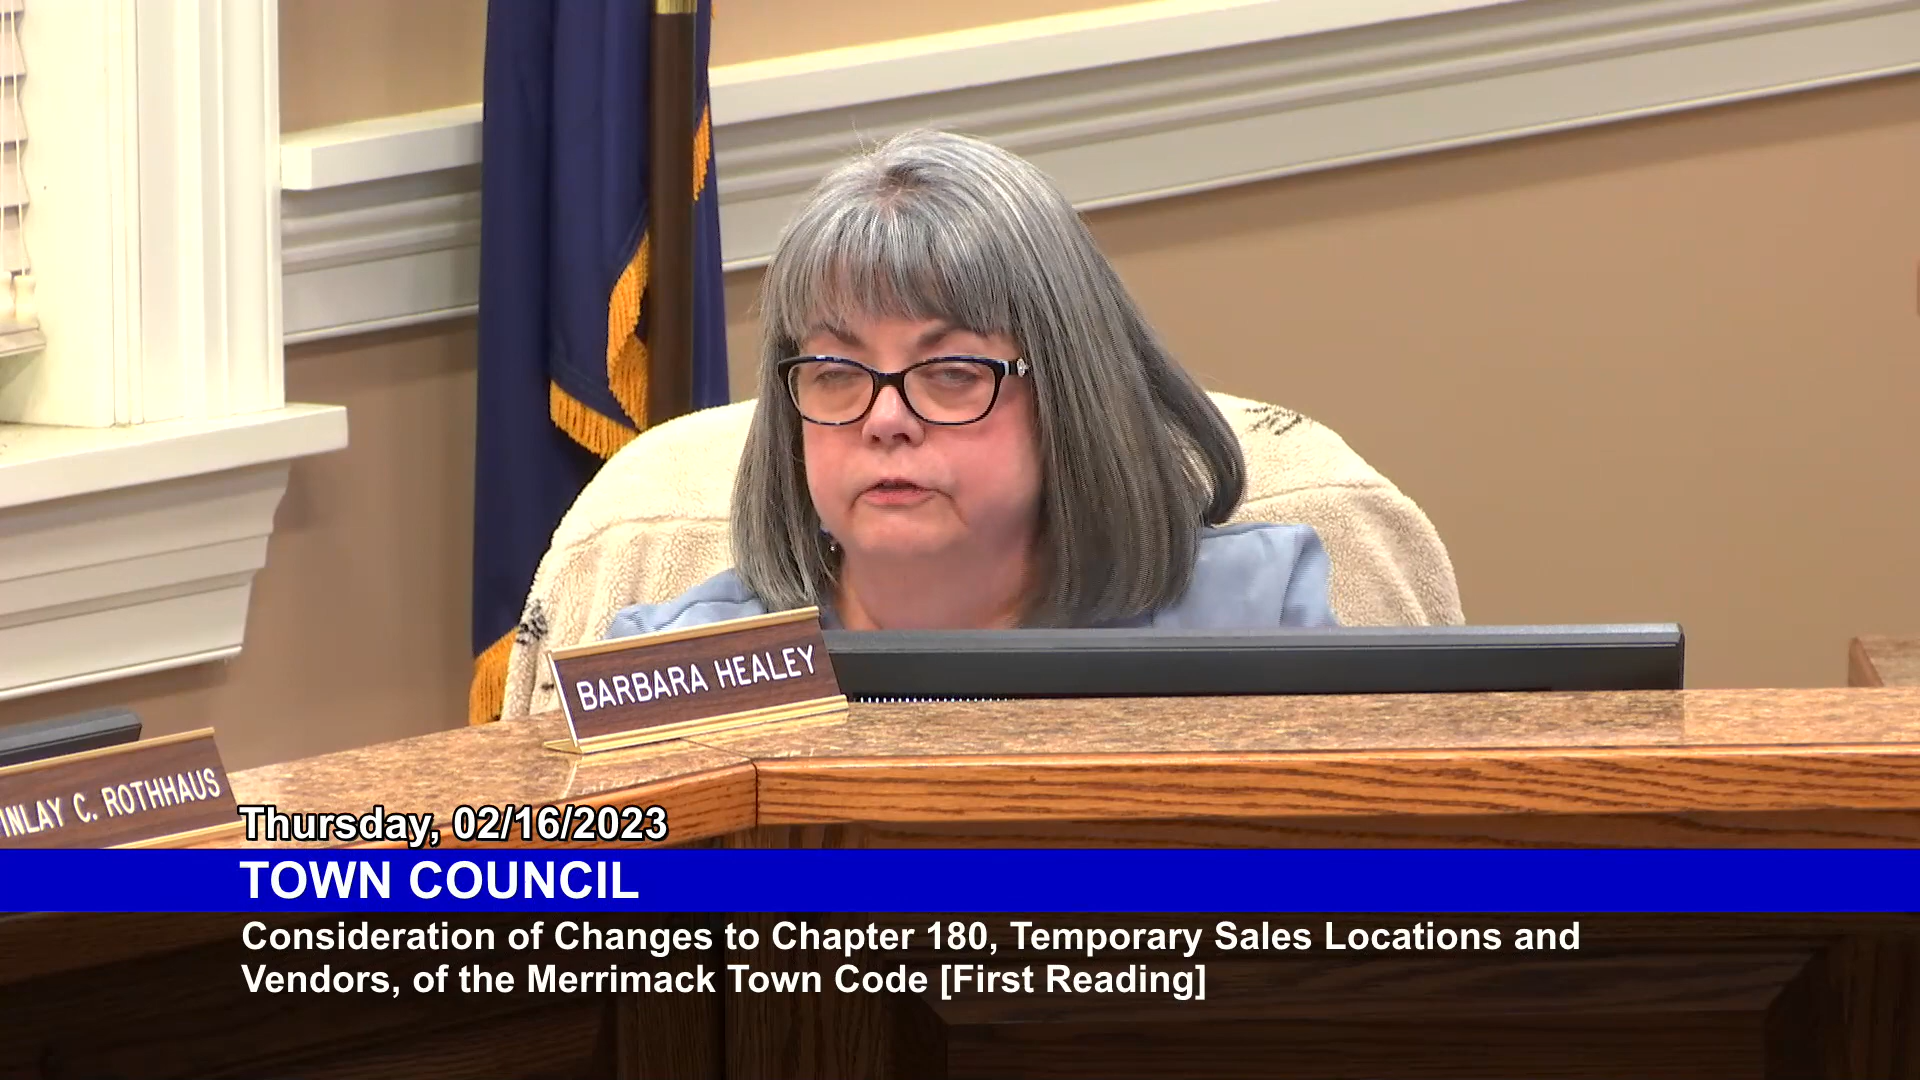 BARBARA HEALEY
INLAY C. ROTHHAUS
Thursday, 02/16/2023
TOWN COUNCIL
Consideration of Changes to Chapter 180, Temporary Sales Locations and
Vendors, of the Merrimack Town Code [First Reading]